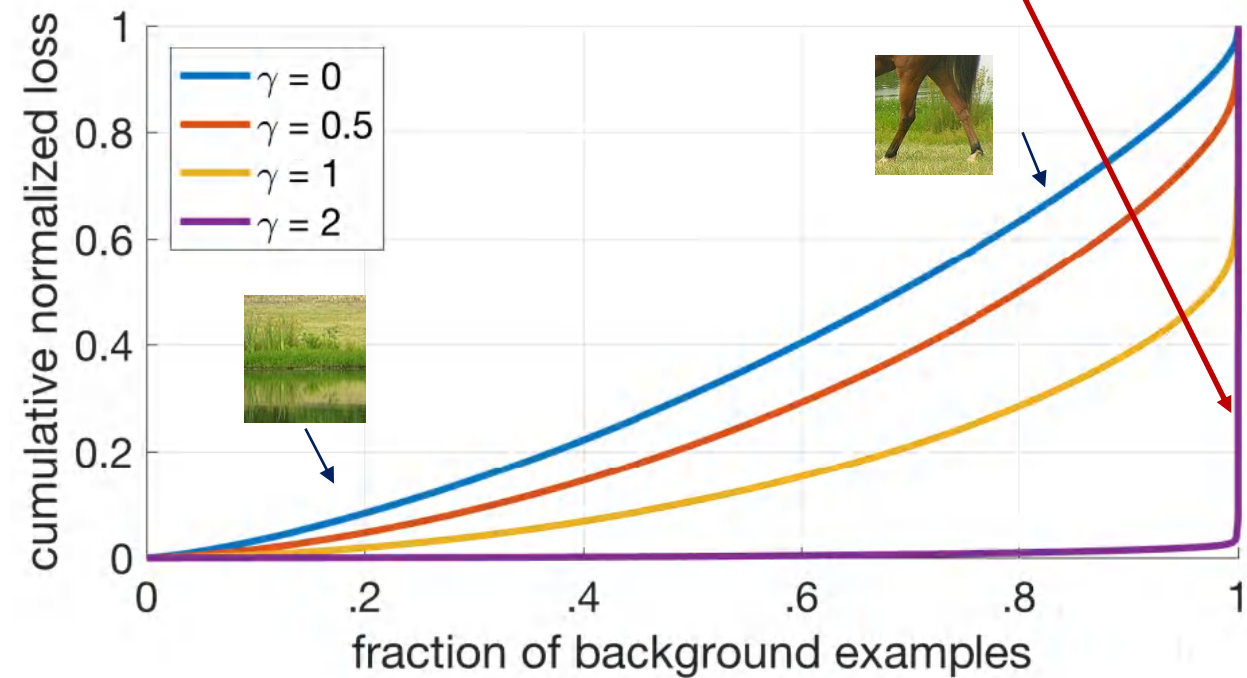 cumulative normalized loss
1
0.8
0.6
0.4
0.2
0
γ = 0
γ = 0.5
γ = 1
γ = 2
0 .2 .4 .6 .8 1
fraction of background examples